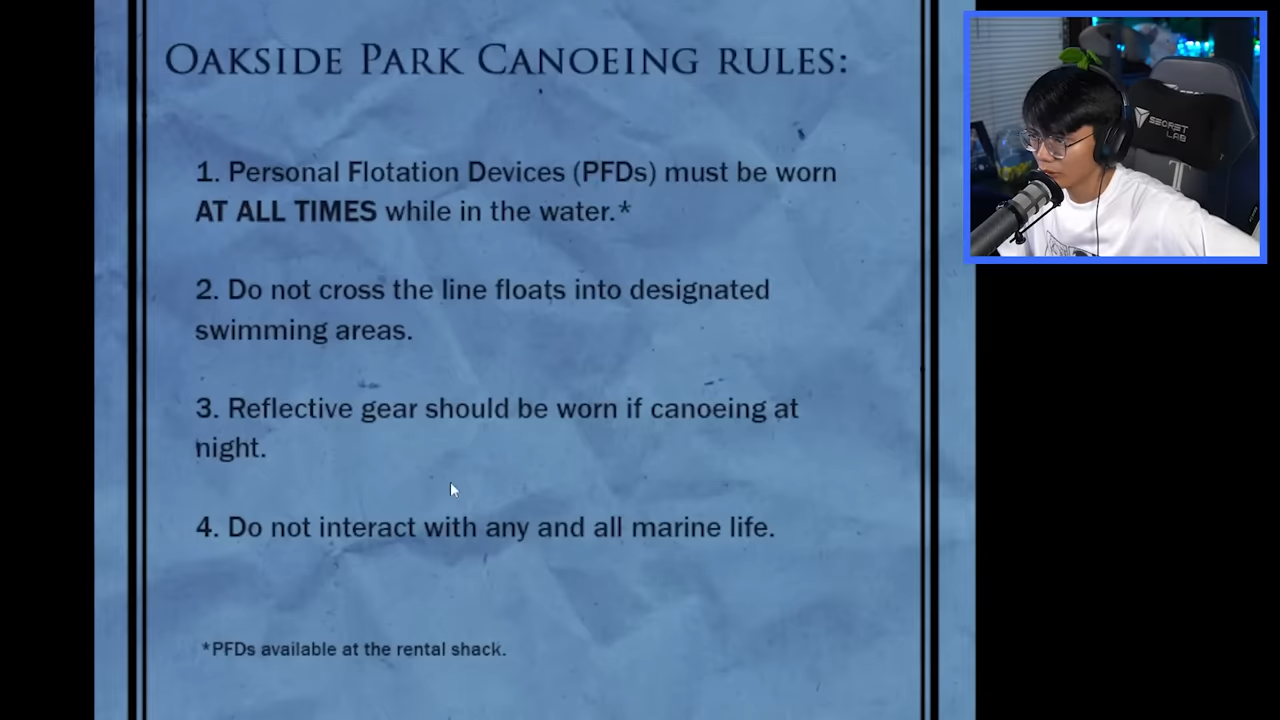 OAKSIDE PARK CANOEING RULES:
1. Personal Flotation Devices (PFDs) must be worn
AT ALL TIMES while in the water.*
2. Do not cross the line floats into designated
swimming areas.
3. Reflective gear should be worn if canoeing at
night.
4. Do not interact with any and all marine life.
*PFDs available at the rental shack.
SECRET
LAB